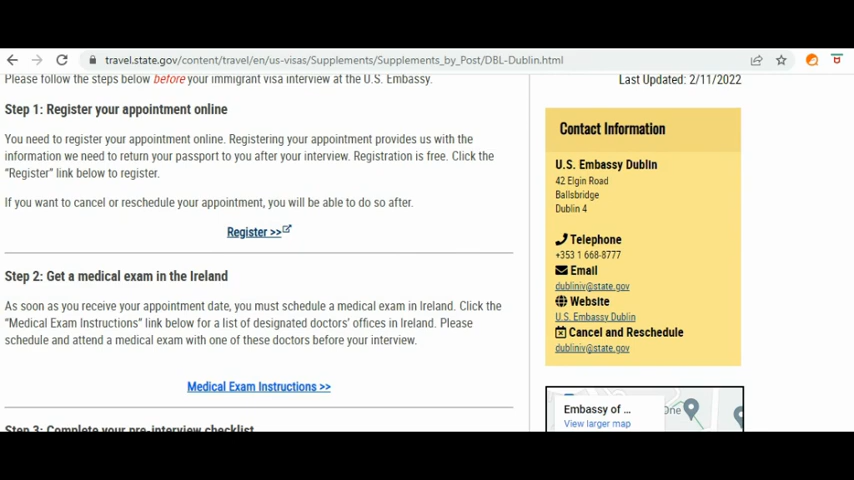 travel.state.gov/content/travel/en/us-visas/Supplements/Supplements_by_Post/DBL-Dublin.html
Please follow the steps below before your immigrant visa interview at the U.S. Embassy.
Step 1: Register your appointment online
You need to register your appointment online. Registering your appointment provides us with the
information we need to return your passport to you after your interview. Registration is free. Click the
“Register” link below to register.
If you want to cancel or reschedule your appointment, you will be able to do so after.
Register >>
Step 2: Get a medical exam in the Ireland
As soon as you receive your appointment date, you must schedule a medical exam in Ireland. Click the
“Medical Exam Instructions” link below for a list of designated doctors’ offices in Ireland. Please
schedule and attend a medical exam with one of these doctors before your interview.
Medical Exam Instructions >>
Step 3: Complete your pre-interview checklist
Last Updated: 2/11/2022
Contact Information
U.S. Embassy Dublin
42 Elgin Road
Ballsbridge
Dublin 4
Telephone
+353 1 668-8777
Email
dubliniv@state.gov
Website
U.S. Embassy Dublin
Cancel and Reschedule
dubliniv@state.gov
Embassy of ...
View larger map
One